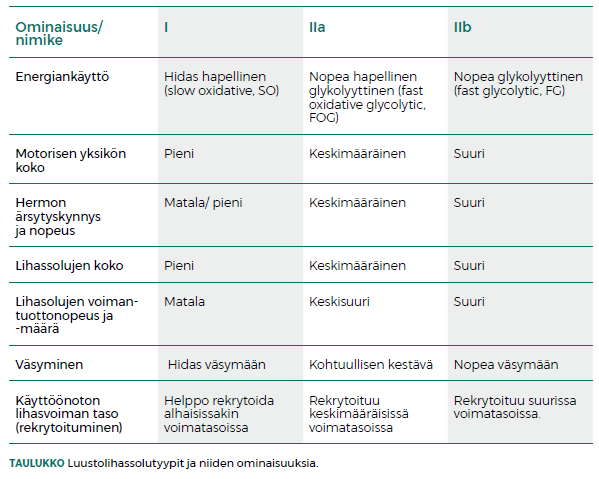 Ominaisuus/ nimike I IIa IIb
Energiankäyttö
Hidas hapellinen
(slow oxidative, SO)
Nopea hapellinen
glykolyyttinen (fast
oxidative glycolytic,
FOG)
Nopea glykolyyttinen
(fast glycolytic, FG)
Motorisen yksikön
koko
Pieni
Keskimääräinen
Suuri
Hermon
ärsytyskynnys
ja nopeus
Matala/ pieni
Keskimääräinen
Suuri
Lihassolujen koko
Pieni
Keskimääräinen
Suuri
Lihasolujen voiman-
tuottonopeus ja
-määrä
Matala
Keskisuuri
Suuri
Väsyminen
Hidas väsymään
Kohtuullisen kestävä
Nopea väsymään
Käyttöönoton
lihasvoiman taso
(rekrytoituminen)
Helppo rekrytoida
alhaisissakin
voimatasoissa
Rekrytoituu
keskimääräisissä
voimatasoissa
Rekrytoituu suurissa
voimatasoissa.
TAULUKKO Luustolihassolutyypit ja niiden ominaisuuksia.